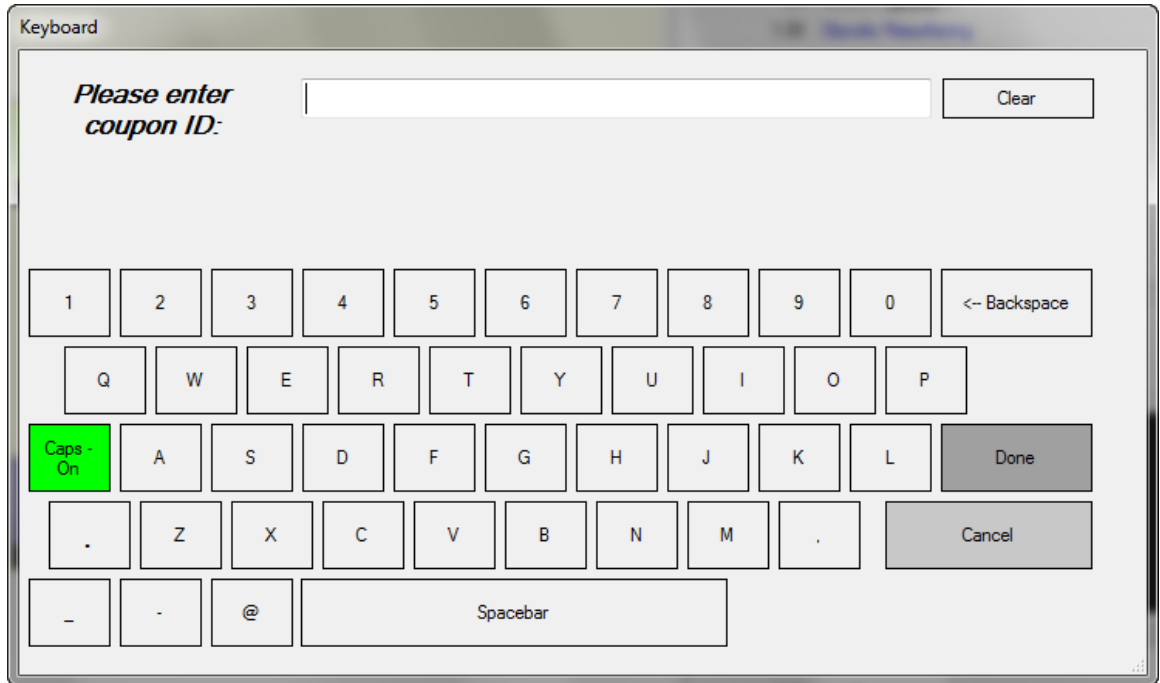 Keyboard
Please enter
coupon ID:
Clear
1 2 3 4 5 6 7 8 9 0 <-- Backspace
Q W E R T Y U I O P
Caps -
On
A S D F G H J K L Done
. Z X C V B N M , Cancel
_ - @ Spacebar